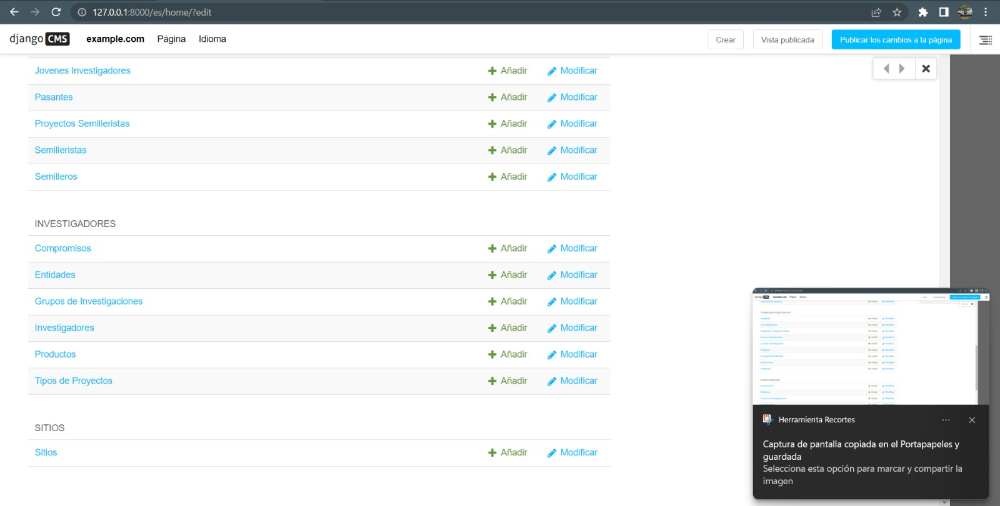 127.0.0.1:8000/es/home/?edit
django CMS example.com Página Idioma Crear Vista publicada Publicar los cambios a la página
Jovenes Investigadores Añadir Modificar
Pasantes Añadir Modificar
Proyectos Semilleristas Añadir Modificar
Semilleristas Añadir Modificar
Semilleros Añadir Modificar
INVESTIGADORES
Compromisos Añadir Modificar
Entidades Añadir Modificar
Grupos de Investigaciones Añadir Modificar
Investigadores Añadir Modificar
Productos Añadir Modificar
Tipos de Proyectos Añadir Modificar
SITIOS
Sitios Añadir Modificar
Herramienta Recortes
Captura de pantalla copiada en el Portapapeles y
guardada
Selecciona esta opción para marcar y compartir la
imagen